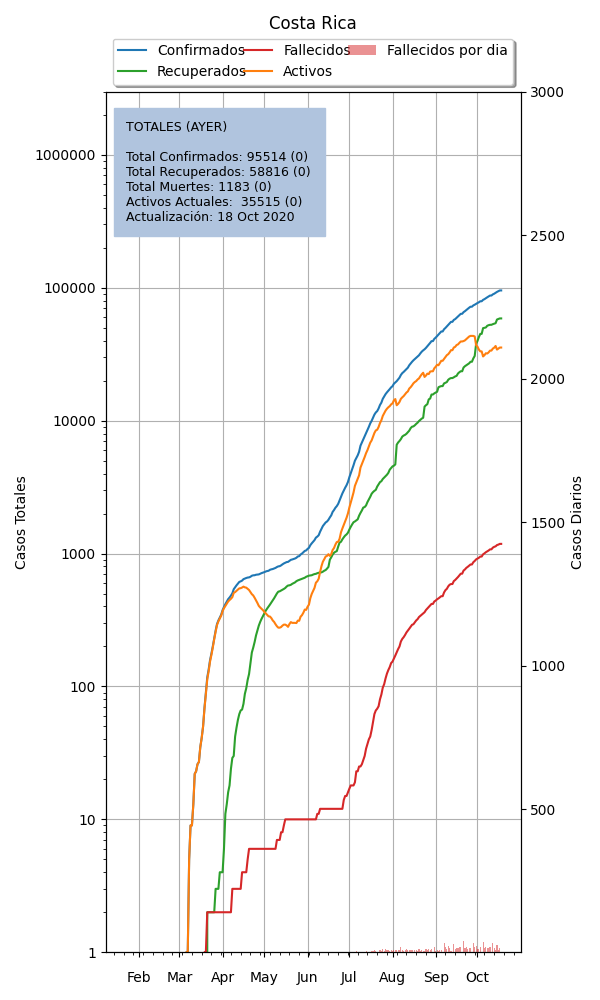 Costa Rica
Confirmados
Recuperados
Fallecidos
Activos
Fallecidos por dia
TOTALES (AYER)
Total Confirmados: 95514 (0)
Total Recuperados: 58816 (0)
Total Muertes: 1183 (0)
Activos Actuales:  35515 (0)
Actualización: 18 Oct 2020
Casos Totales
1000000
100000
10000
1000
100
10
1
Casos Diarios
3000
2500
2000
1500
1000
500
Feb Mar Apr May Jun Jul Aug Sep Oct